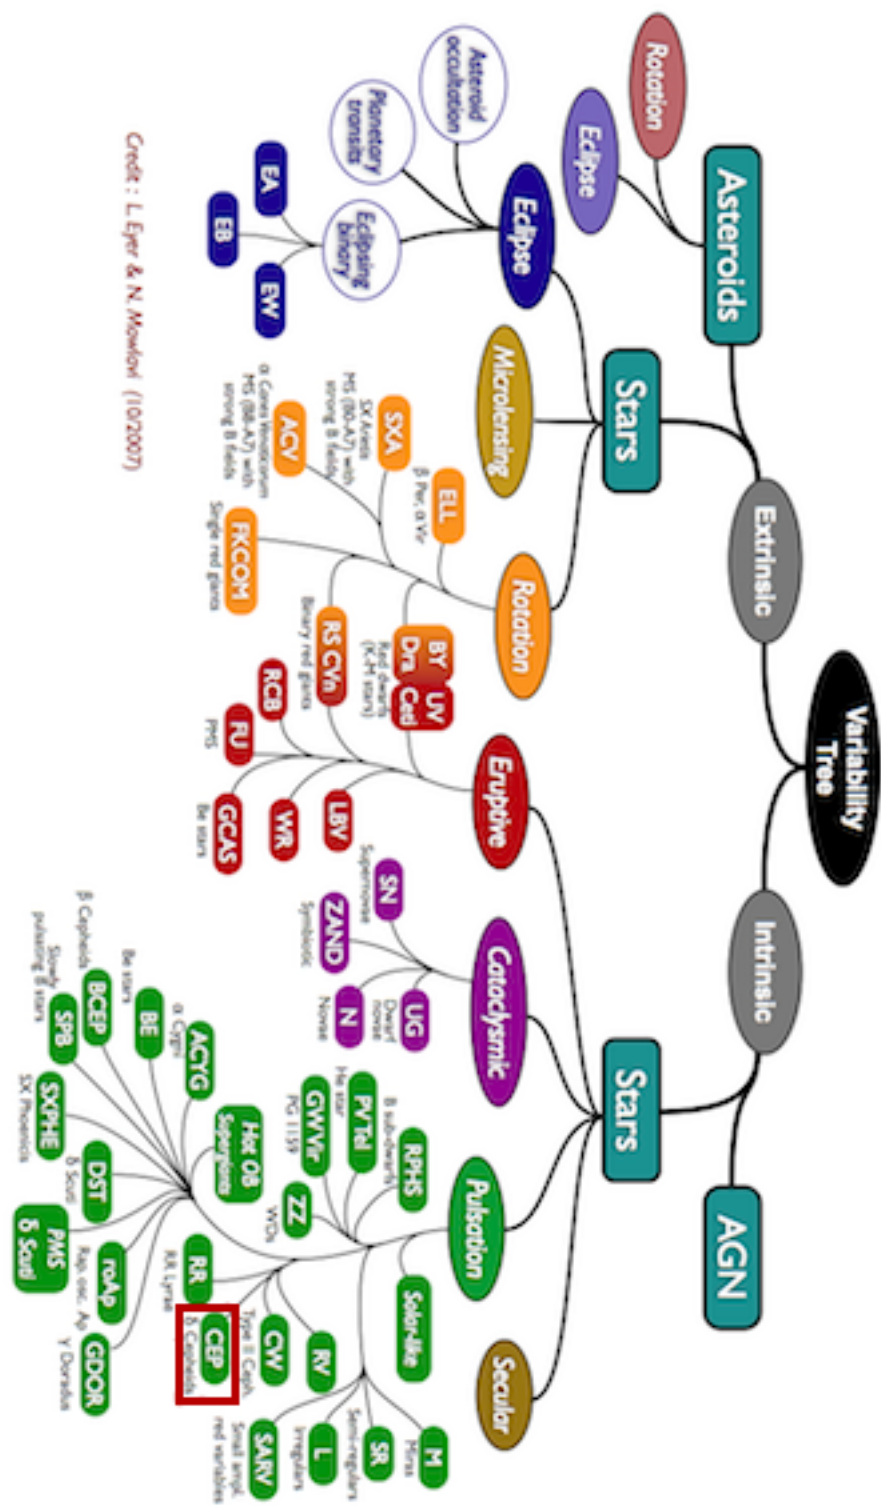 Variability
Tree
Extrinsic
Intrinsic
Asteroids
Rotation
Eclipse
Stars
Eclipse
Asteroid
occultation
Planetary
transits
Eclipsing
binary
EA
EB
EW
Microlensing
Rotation
ELL
β Per, α Vir
SXA
SX Arietis
MS (B0-A7) with
strong B fields
ACV
α Canes Venaticorum
MS (B8-A7) with
strong B fields
FKCOM
Single red giants
RS CVn
Binary red giants
BY
Dra
UV
Ceti
Red dwarfs
(K-M stars)
AGN
Stars
Eruptive
RCB
FU
PMS
GCAS
Be stars
WR
LBV
Cataclysmic
SN
Supernovae
ZAND
Symbiotic
N
Novae
UG
Dwarf
novae
Pulsation
RPHS
B sub-dwarfs
PV Tel
He star
GW Vir
PG 1159
ZZ
WDs
Solar-like
M
Miras
SR
Semi-regulars
L
Irregulars
SARV
Small ampl.
red variables
RV
CW
Type II Ceph.
CEP
δ Cepheids
RR
RR Lyrae
Hot OB
Supergiants
ACYG
α Cygni
BE
Be stars
BCEP
β Cepheids
SPB
Slowly
pulsating B stars
SXPHE
SX Phoenicis
DST
δ Scuti
PMS
δ Scuti
roAp
Rap. osc. Ap
GDOR
γ Doradus
Secular
Credit : L. Eyer & N. Mowlavi (10/2007)